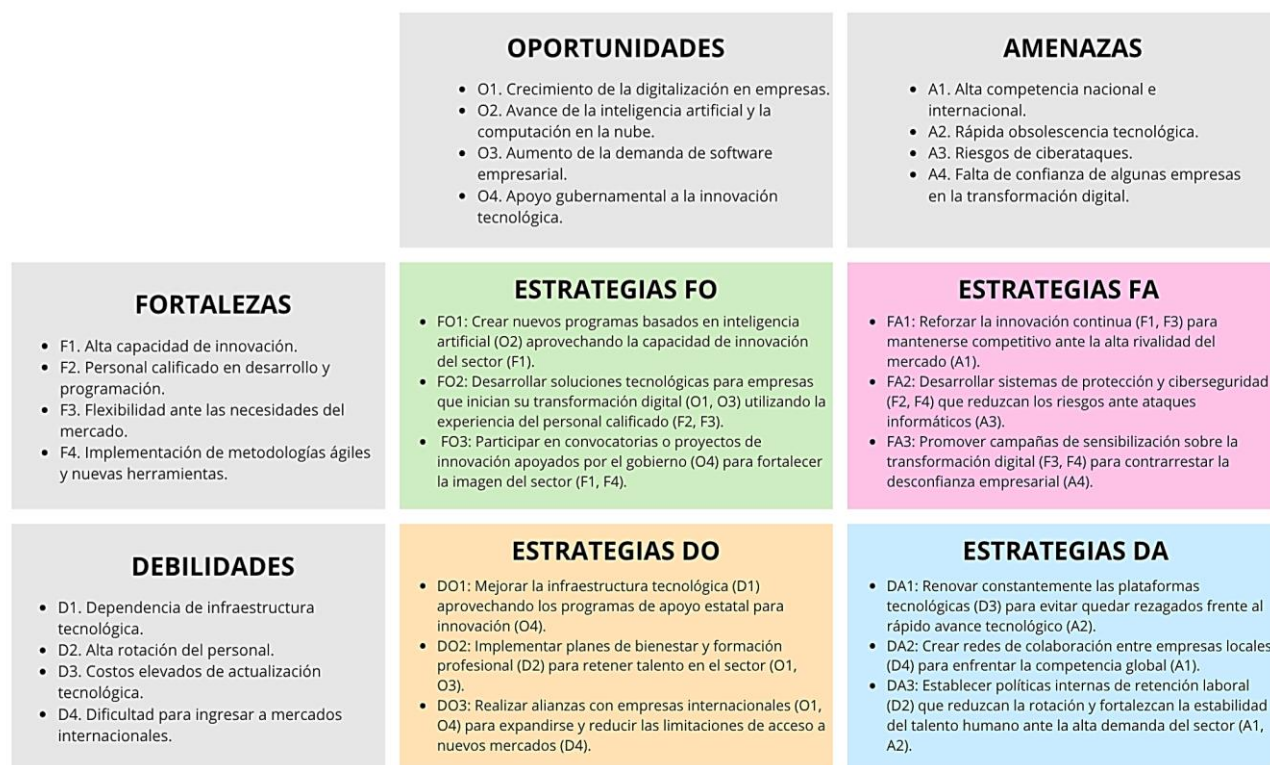 OPORTUNIDADES
• O1. Crecimiento de la digitalización en empresas.
• O2. Avance de la inteligencia artificial y la
computación en la nube.
• O3. Aumento de la demanda de software
empresarial.
• O4. Apoyo gubernamental a la innovación
tecnológica.
AMENAZAS
• A1. Alta competencia nacional e
internacional.
• A2. Rápida obsolescencia tecnológica.
• A3. Riesgos de ciberataques.
• A4. Falta de confianza de algunas empresas
en la transformación digital.
FORTALEZAS
• F1. Alta capacidad de innovación.
• F2. Personal calificado en desarrollo y
programación.
• F3. Flexibilidad ante las necesidades del
mercado.
• F4. Implementación de metodologías ágiles
y nuevas herramientas.
ESTRATEGIAS FO
• FO1: Crear nuevos programas basados en inteligencia
artificial (O2) aprovechando la capacidad de innovación
del sector (F1).
• FO2: Desarrollar soluciones tecnológicas para empresas
que inician su transformación digital (O1, O3) utilizando la
experiencia del personal calificado (F2, F3).
• FO3: Participar en convocatorias o proyectos de
innovación apoyados por el gobierno (O4) para fortalecer
la imagen del sector (F1, F4).
ESTRATEGIAS FA
• FA1: Reforzar la innovación continua (F1, F3) para
mantenerse competitivo ante la alta rivalidad del
mercado (A1).
• FA2: Desarrollar sistemas de protección y ciberseguridad
(F2, F4) que reduzcan los riesgos ante ataques
informáticos (A3).
• FA3: Promover campañas de sensibilización sobre la
transformación digital (F3, F4) para contrarrestar la
desconfianza empresarial (A4).
DEBILIDADES
• D1. Dependencia de infraestructura
tecnológica.
• D2. Alta rotación del personal.
• D3. Costos elevados de actualización
tecnológica.
• D4. Dificultad para ingresar a mercados
internacionales.
ESTRATEGIAS DO
• DO1: Mejorar la infraestructura tecnológica (D1)
aprovechando los programas de apoyo estatal para
innovación (O4).
• DO2: Implementar planes de bienestar y formación
profesional (D2) para retener talento en el sector (O1,
O3).
• DO3: Realizar alianzas con empresas internacionales (O1,
O4) para expandirse y reducir las limitaciones de acceso a
nuevos mercados (D4).
ESTRATEGIAS DA
• DA1: Renovar constantemente las plataformas
tecnológicas (D3) para evitar quedar rezagados frente al
rápido avance tecnológico (A2).
• DA2: Crear redes de colaboración entre empresas locales
(D4) para enfrentar la competencia global (A1).
• DA3: Establecer políticas internas de retención laboral
(D2) que reduzcan la rotación y fortalezcan la estabilidad
del talento humano ante la alta demanda del sector (A1,
A2).